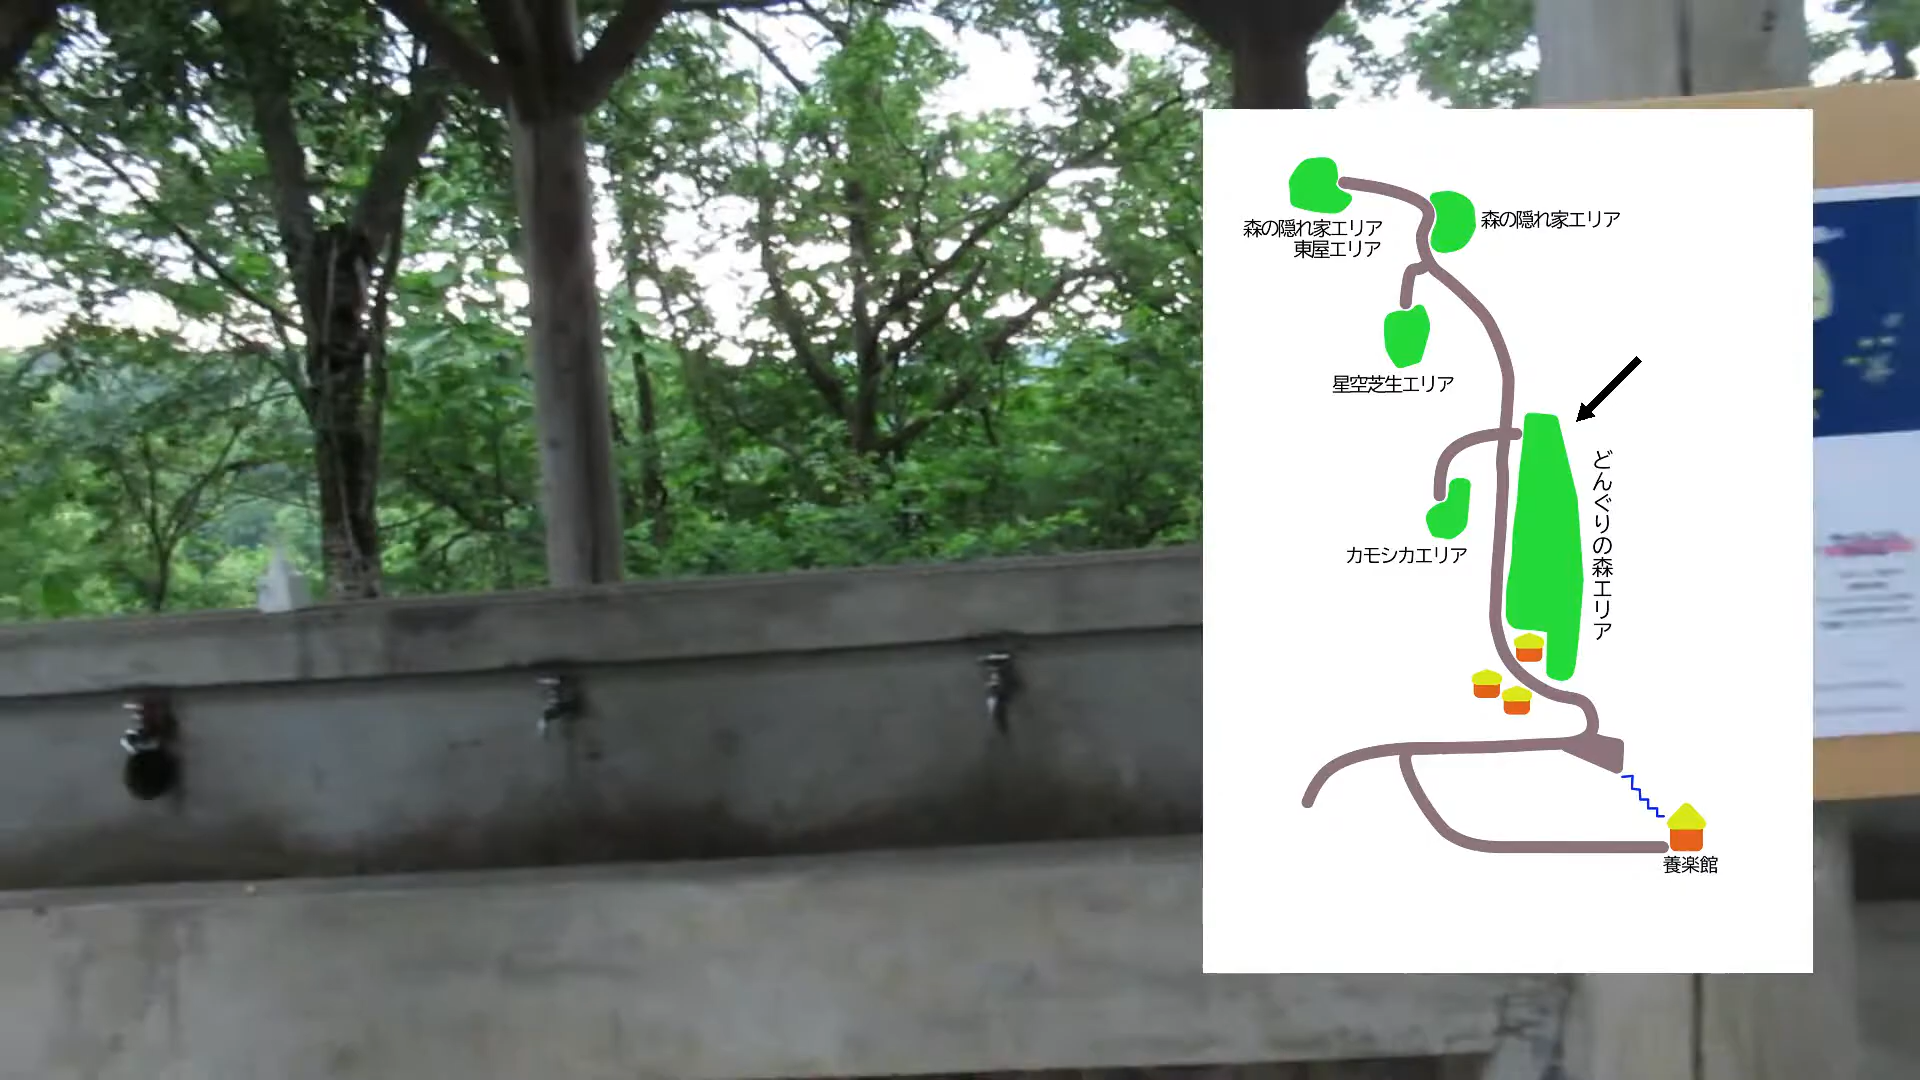 森の隠れ家エリア
東屋エリア
森の隠れ家エリア
星空芝生エリア
どんぐりの森エリア
カモシカエリア
養楽館